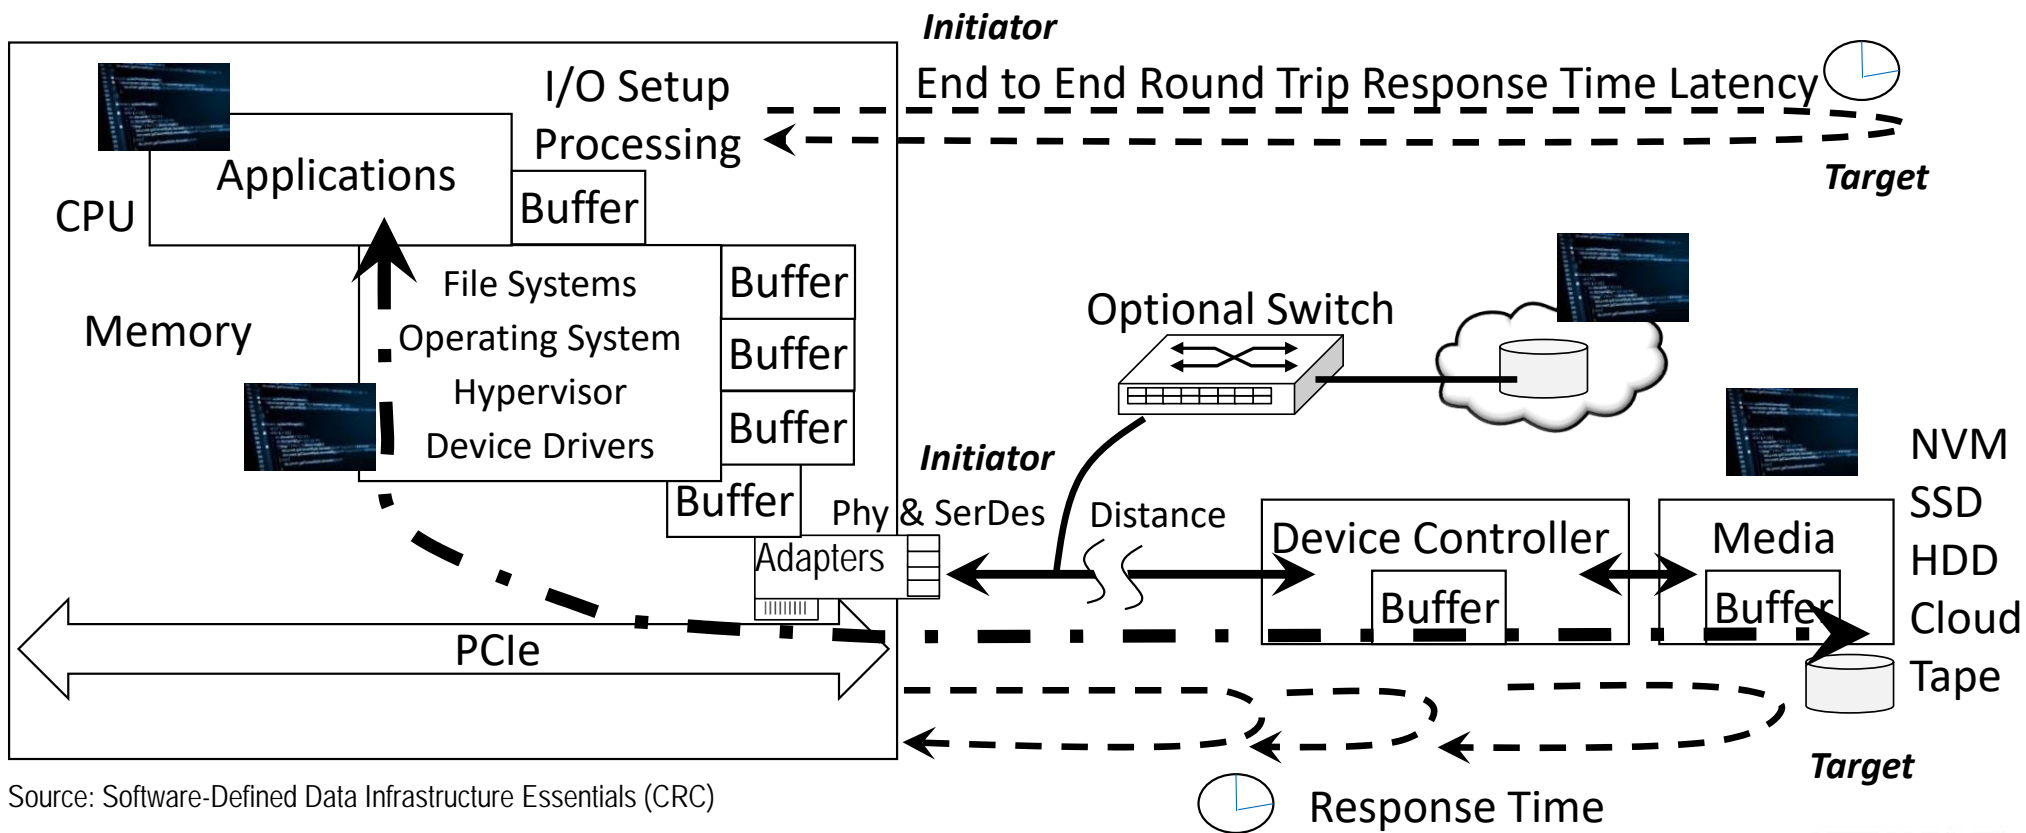 Initiator
End to End Round Trip Response Time Latency
I/O Setup
Processing
Target
Applications
Buffer
CPU
File Systems
Buffer
Memory
Operating System
Buffer
Hypervisor
Buffer
Device Drivers
Buffer
Optional Switch
Initiator
Phy & SerDes
Distance
Adapters
Device Controller
Buffer
Media
Buffer
NVM
SSD
HDD
Cloud
Tape
PCIe
Target
Response Time
Source: Software-Defined Data Infrastructure Essentials (CRC)